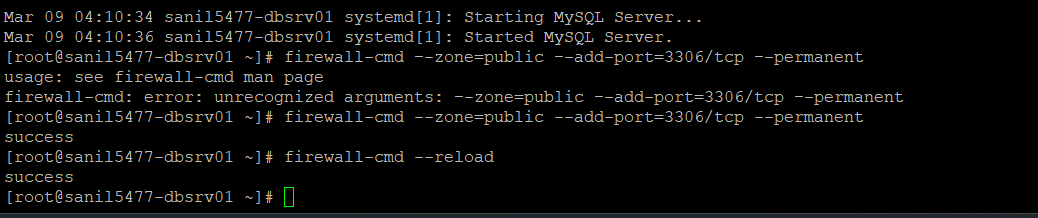 Mar 09 04:10:34 sanil5477-dbsrv01 systemd[1]: Starting MySQL Server...
Mar 09 04:10:36 sanil5477-dbsrv01 systemd[1]: Started MySQL Server.
[root@sanil5477-dbsrv01 ~]# firewall-cmd –-zone=public –-add-port=3306/tcp –-permanent
usage: see firewall-cmd man page
firewall-cmd: error: unrecognized arguments: –-zone=public –-add-port=3306/tcp –-permanent
[root@sanil5477-dbsrv01 ~]# firewall-cmd --zone=public --add-port=3306/tcp --permanent
success
[root@sanil5477-dbsrv01 ~]# firewall-cmd --reload
success
[root@sanil5477-dbsrv01 ~]#